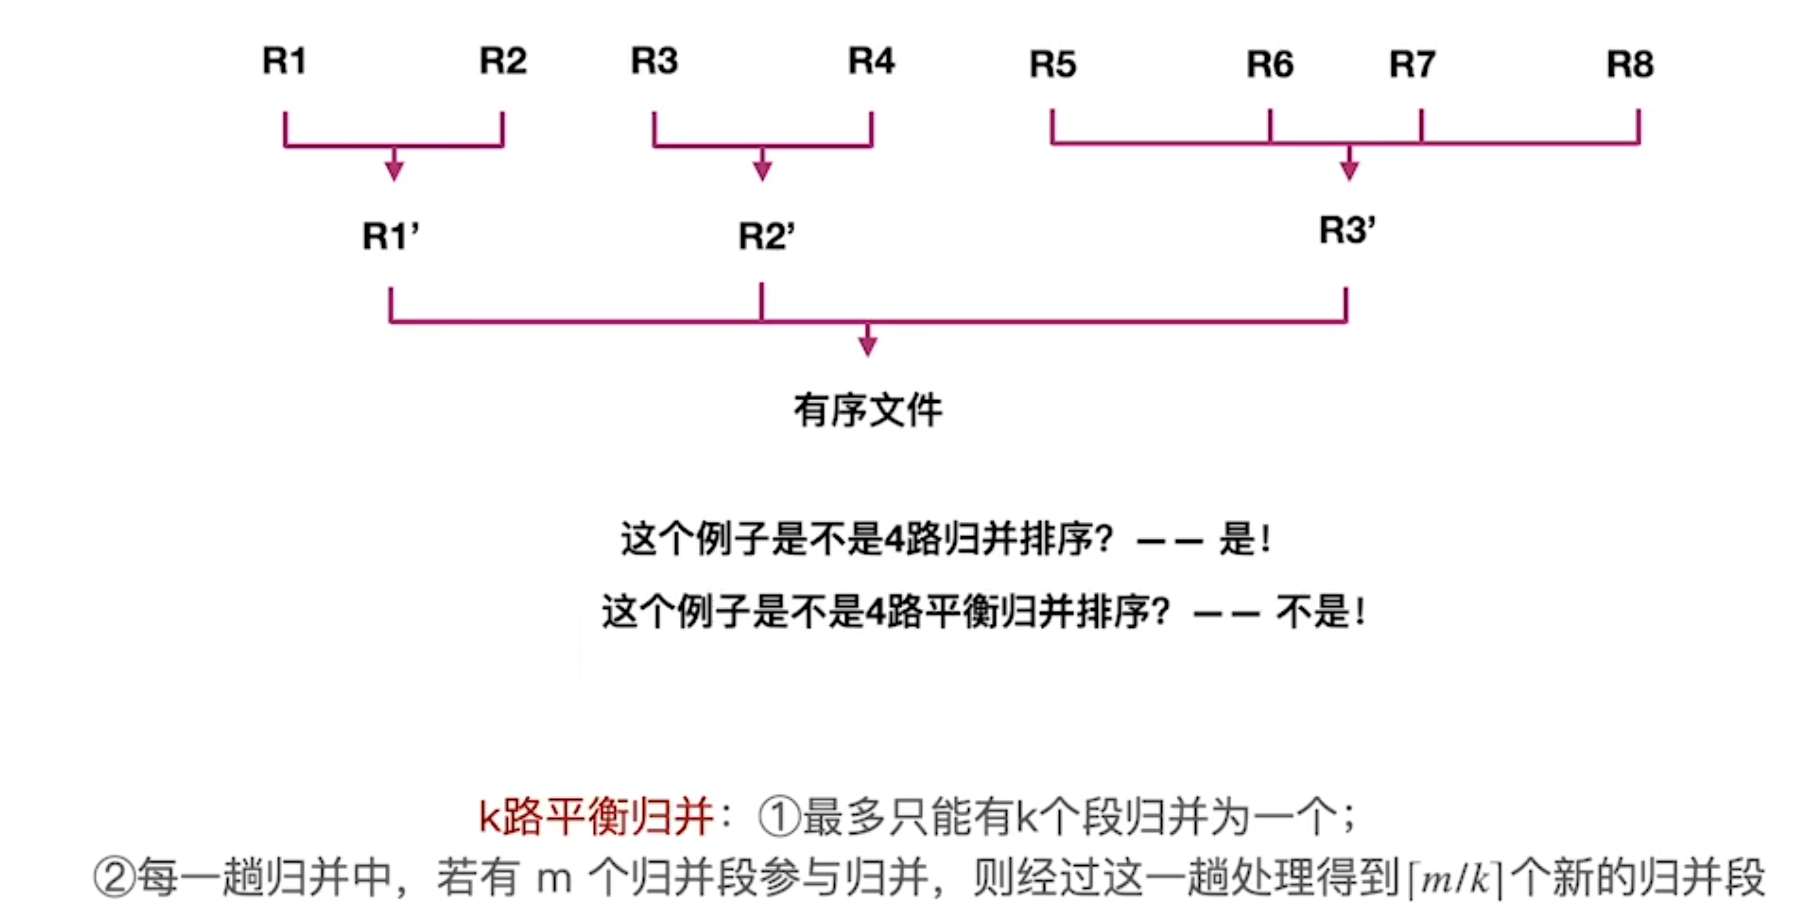 R1 R2 R3 R4 R5 R6 R7 R8
R1’ R2’ R3’
有序文件
这个例子是不是4路归并排序？—— 是！
这个例子是不是4路平衡归并排序？—— 不是！
k路平衡归并：①最多只能有k个段归并为一个；
②每一趟归并中，若有 m 个归并段参与归并，则经过这一趟处理得到⌈m/k⌉个新的归并段